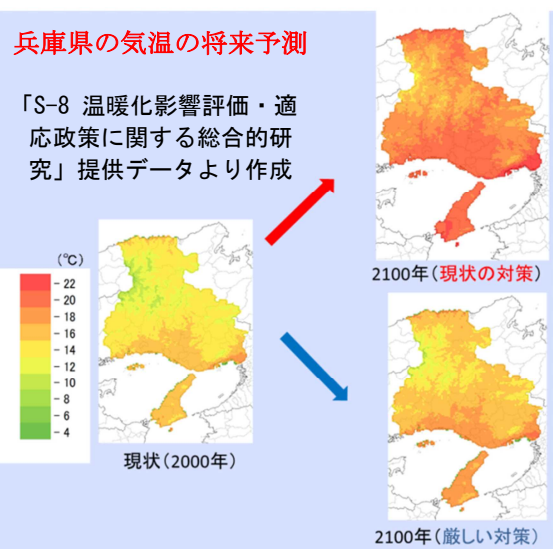 兵庫県の気温の将来予測
「S-8 温暖化影響評価・適
応政策に関する総合的研
究」提供データより作成
(℃)
- 22
- 20
- 18
- 16
- 14
- 12
- 10
- 8
- 6
- 4
現状(2000年)
2100年(現状の対策)
2100年(厳しい対策)